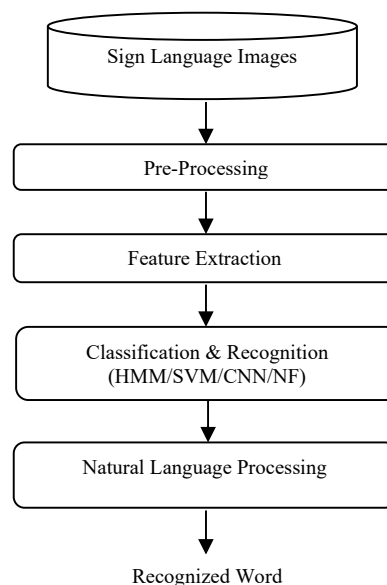 Sign Language Images
Pre-Processing
Feature Extraction
Classification & Recognition
(HMM/SVM/CNN/NF)
Natural Language Processing
Recognized Word